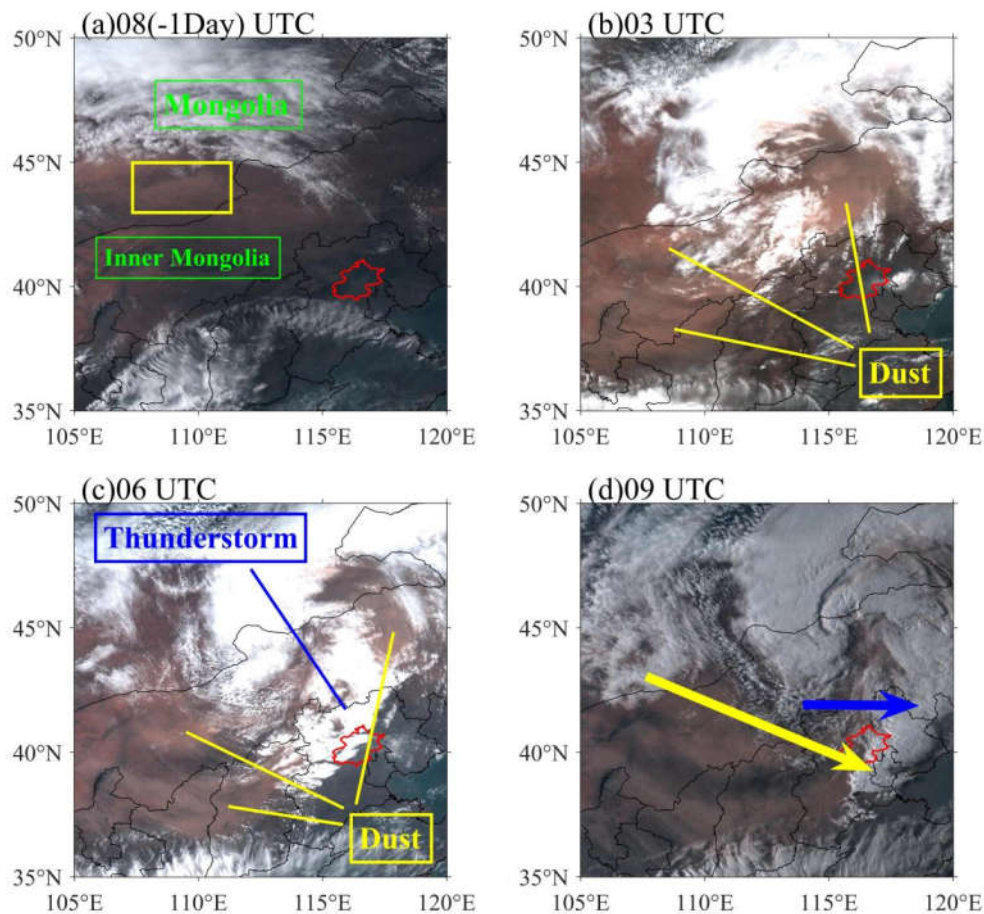 (a)08(-1Day) UTC
50°N
45°N
40°N
35°N
105°E 110°E 115°E 120°E
Mongolia
Inner Mongolia
(b)03 UTC
50°N
45°N
40°N
35°N
105°E 110°E 115°E 120°E
Dust
(c)06 UTC
50°N
45°N
40°N
35°N
105°E 110°E 115°E 120°E
Thunderstorm
Dust
(d)09 UTC
50°N
45°N
40°N
35°N
105°E 110°E 115°E 120°E